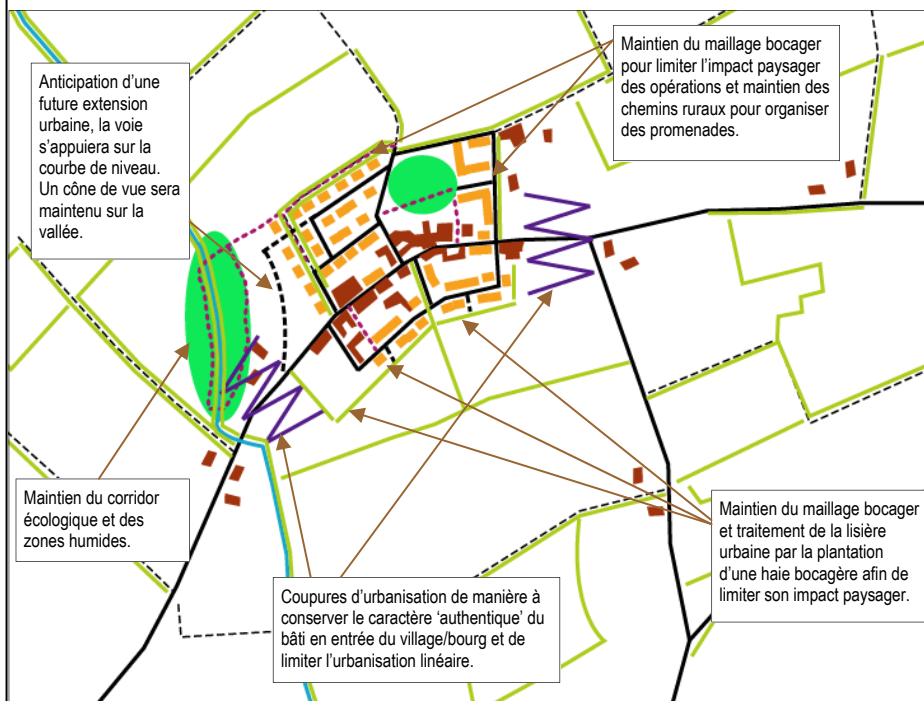 Anticipation d'une
future extension
urbaine, la voie
s'appuiera sur la
courbe de niveau.
Un cône de vue sera
maintenu sur la
vallée.
Maintien du maillage bocager
pour limiter l'impact paysager
des opérations et maintien des
chemins ruraux pour organiser
des promenades.
Maintien du corridor
écologique et des
zones humides.
Coupures d'urbanisation de manière à
conserver le caractère 'authentique' du
bâti en entrée du village/bourg et de
limiter l'urbanisation linéaire.
Maintien du maillage bocager
et traitement de la lisière
urbaine par la plantation
d'une haie bocagère afin de
limiter son impact paysager.